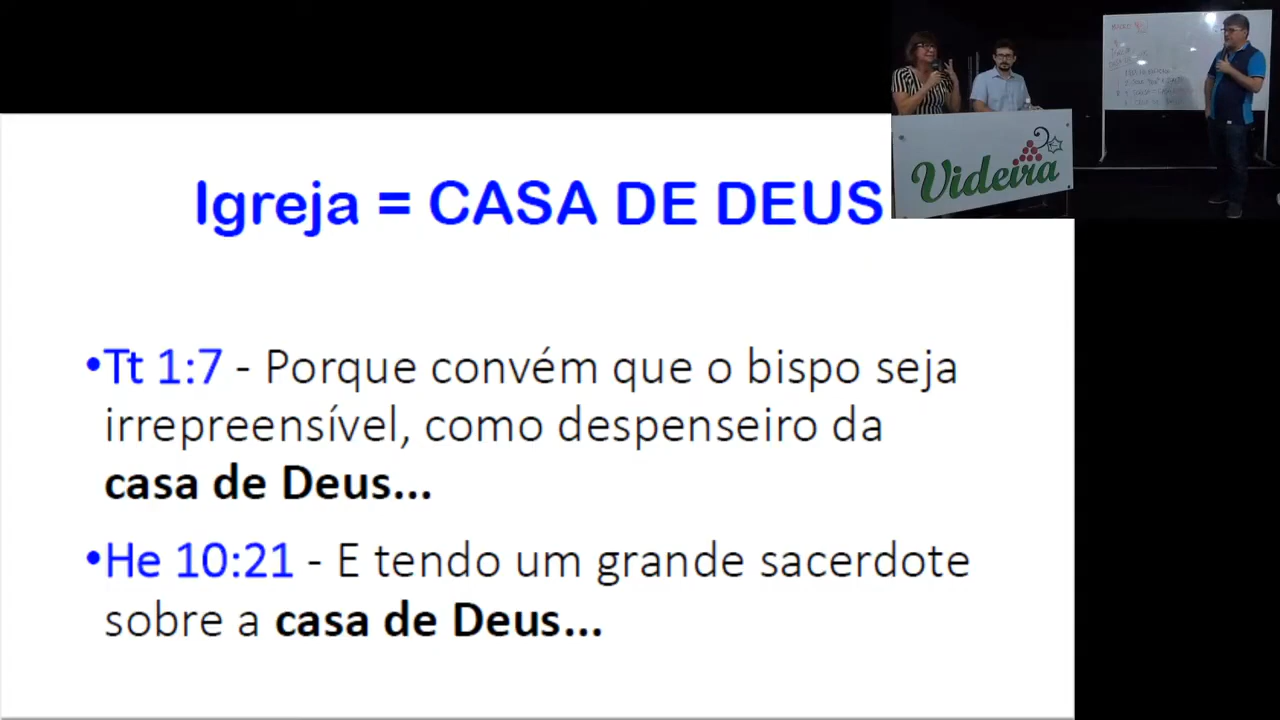 Igreja = CASA DE DEUS
•Tt 1:7 - Porque convém que o bispo seja
irrepreensível, como despenseiro da
casa de Deus...
•He 10:21 - E tendo um grande sacerdote
sobre a casa de Deus...
Videira